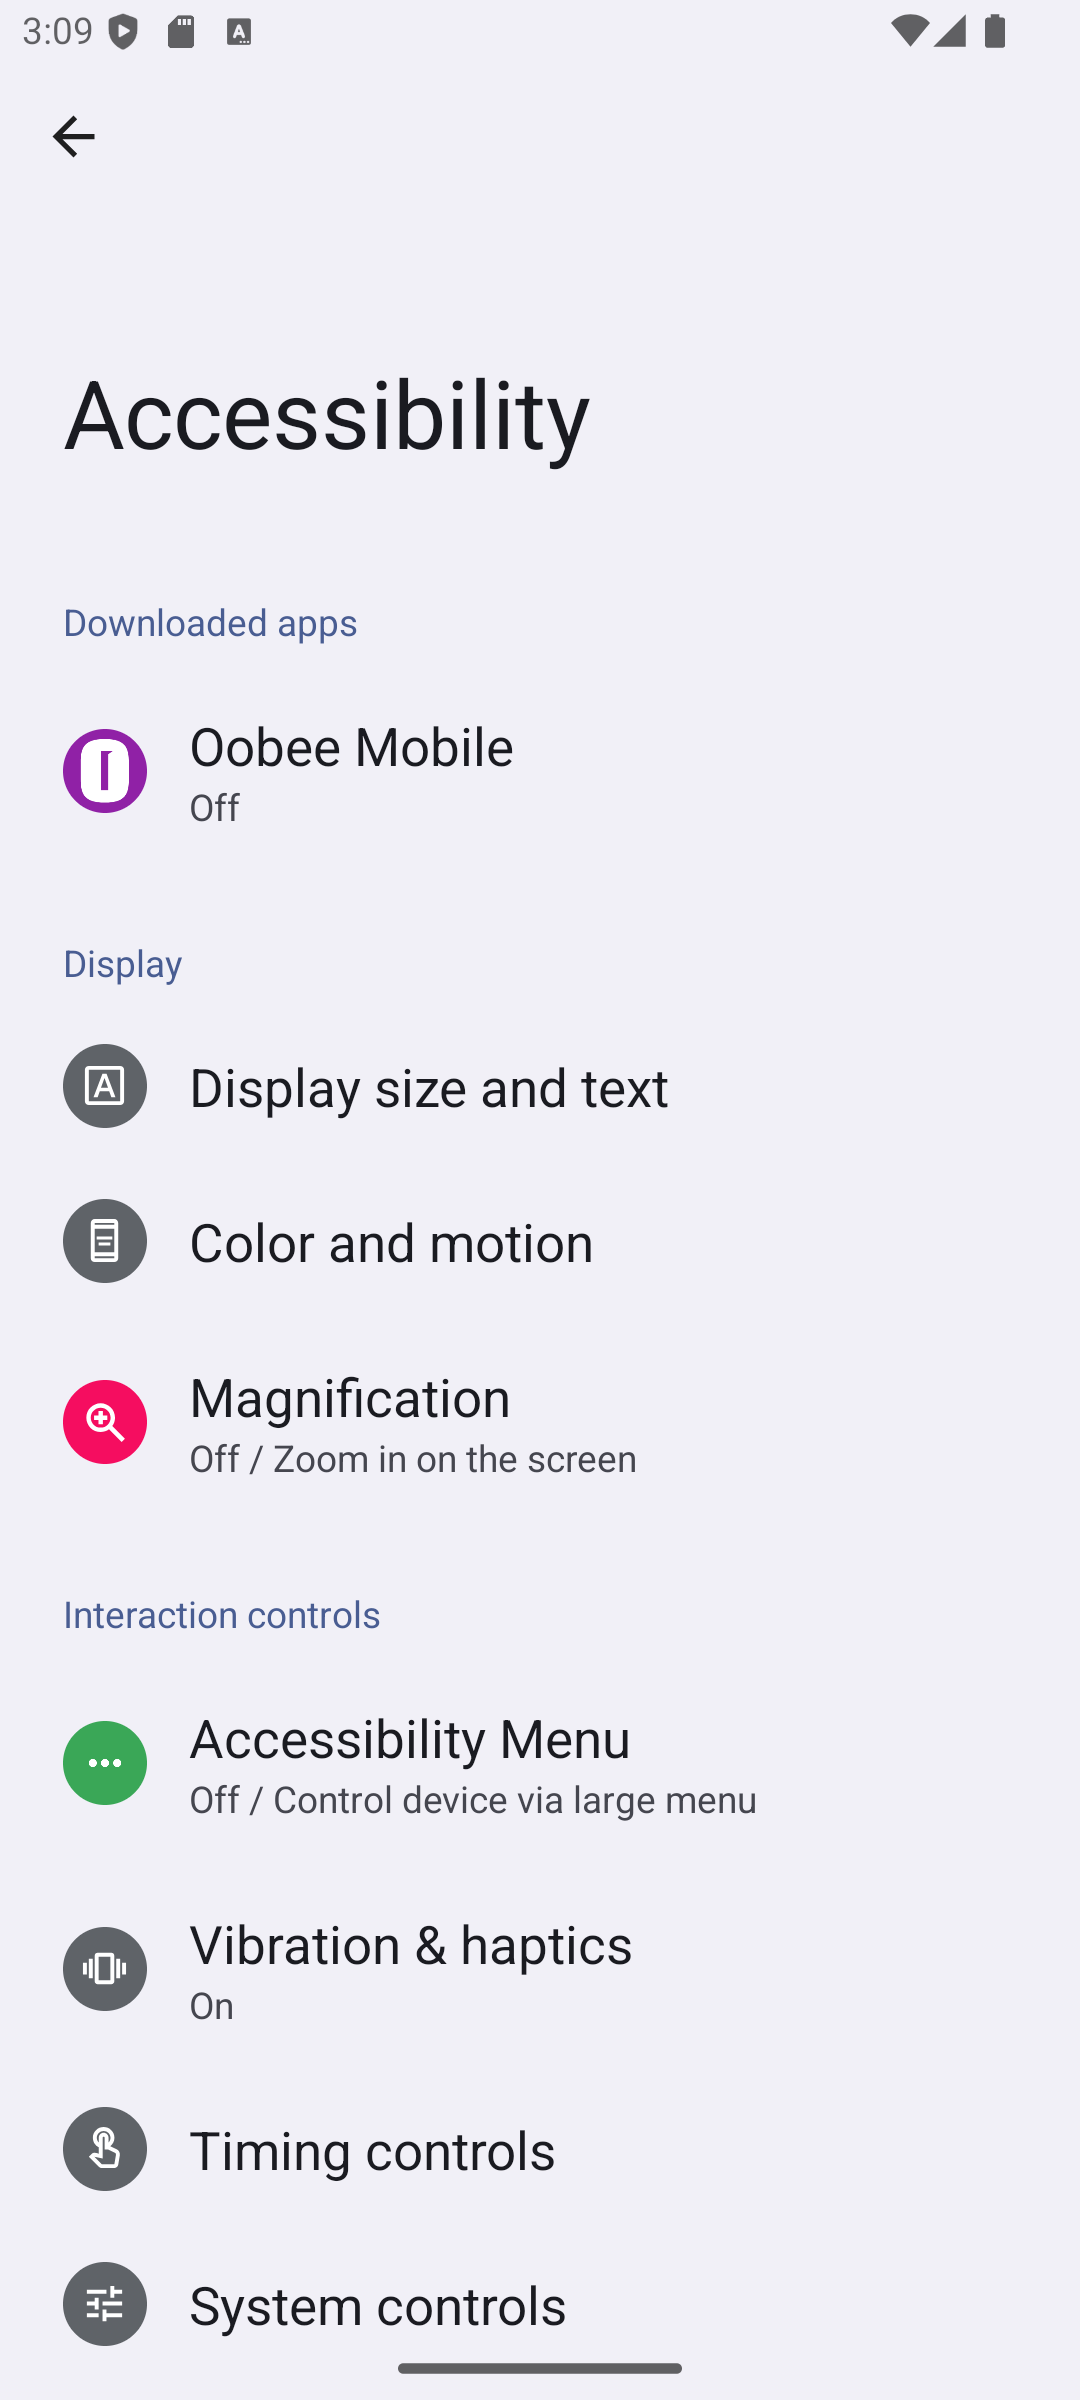 3:09
Accessibility
Downloaded apps
Oobee Mobile
Off
Display
Display size and text
Color and motion
Magnification
Off / Zoom in on the screen
Interaction controls
Accessibility Menu
Off / Control device via large menu
Vibration & haptics
On
Timing controls
System controls